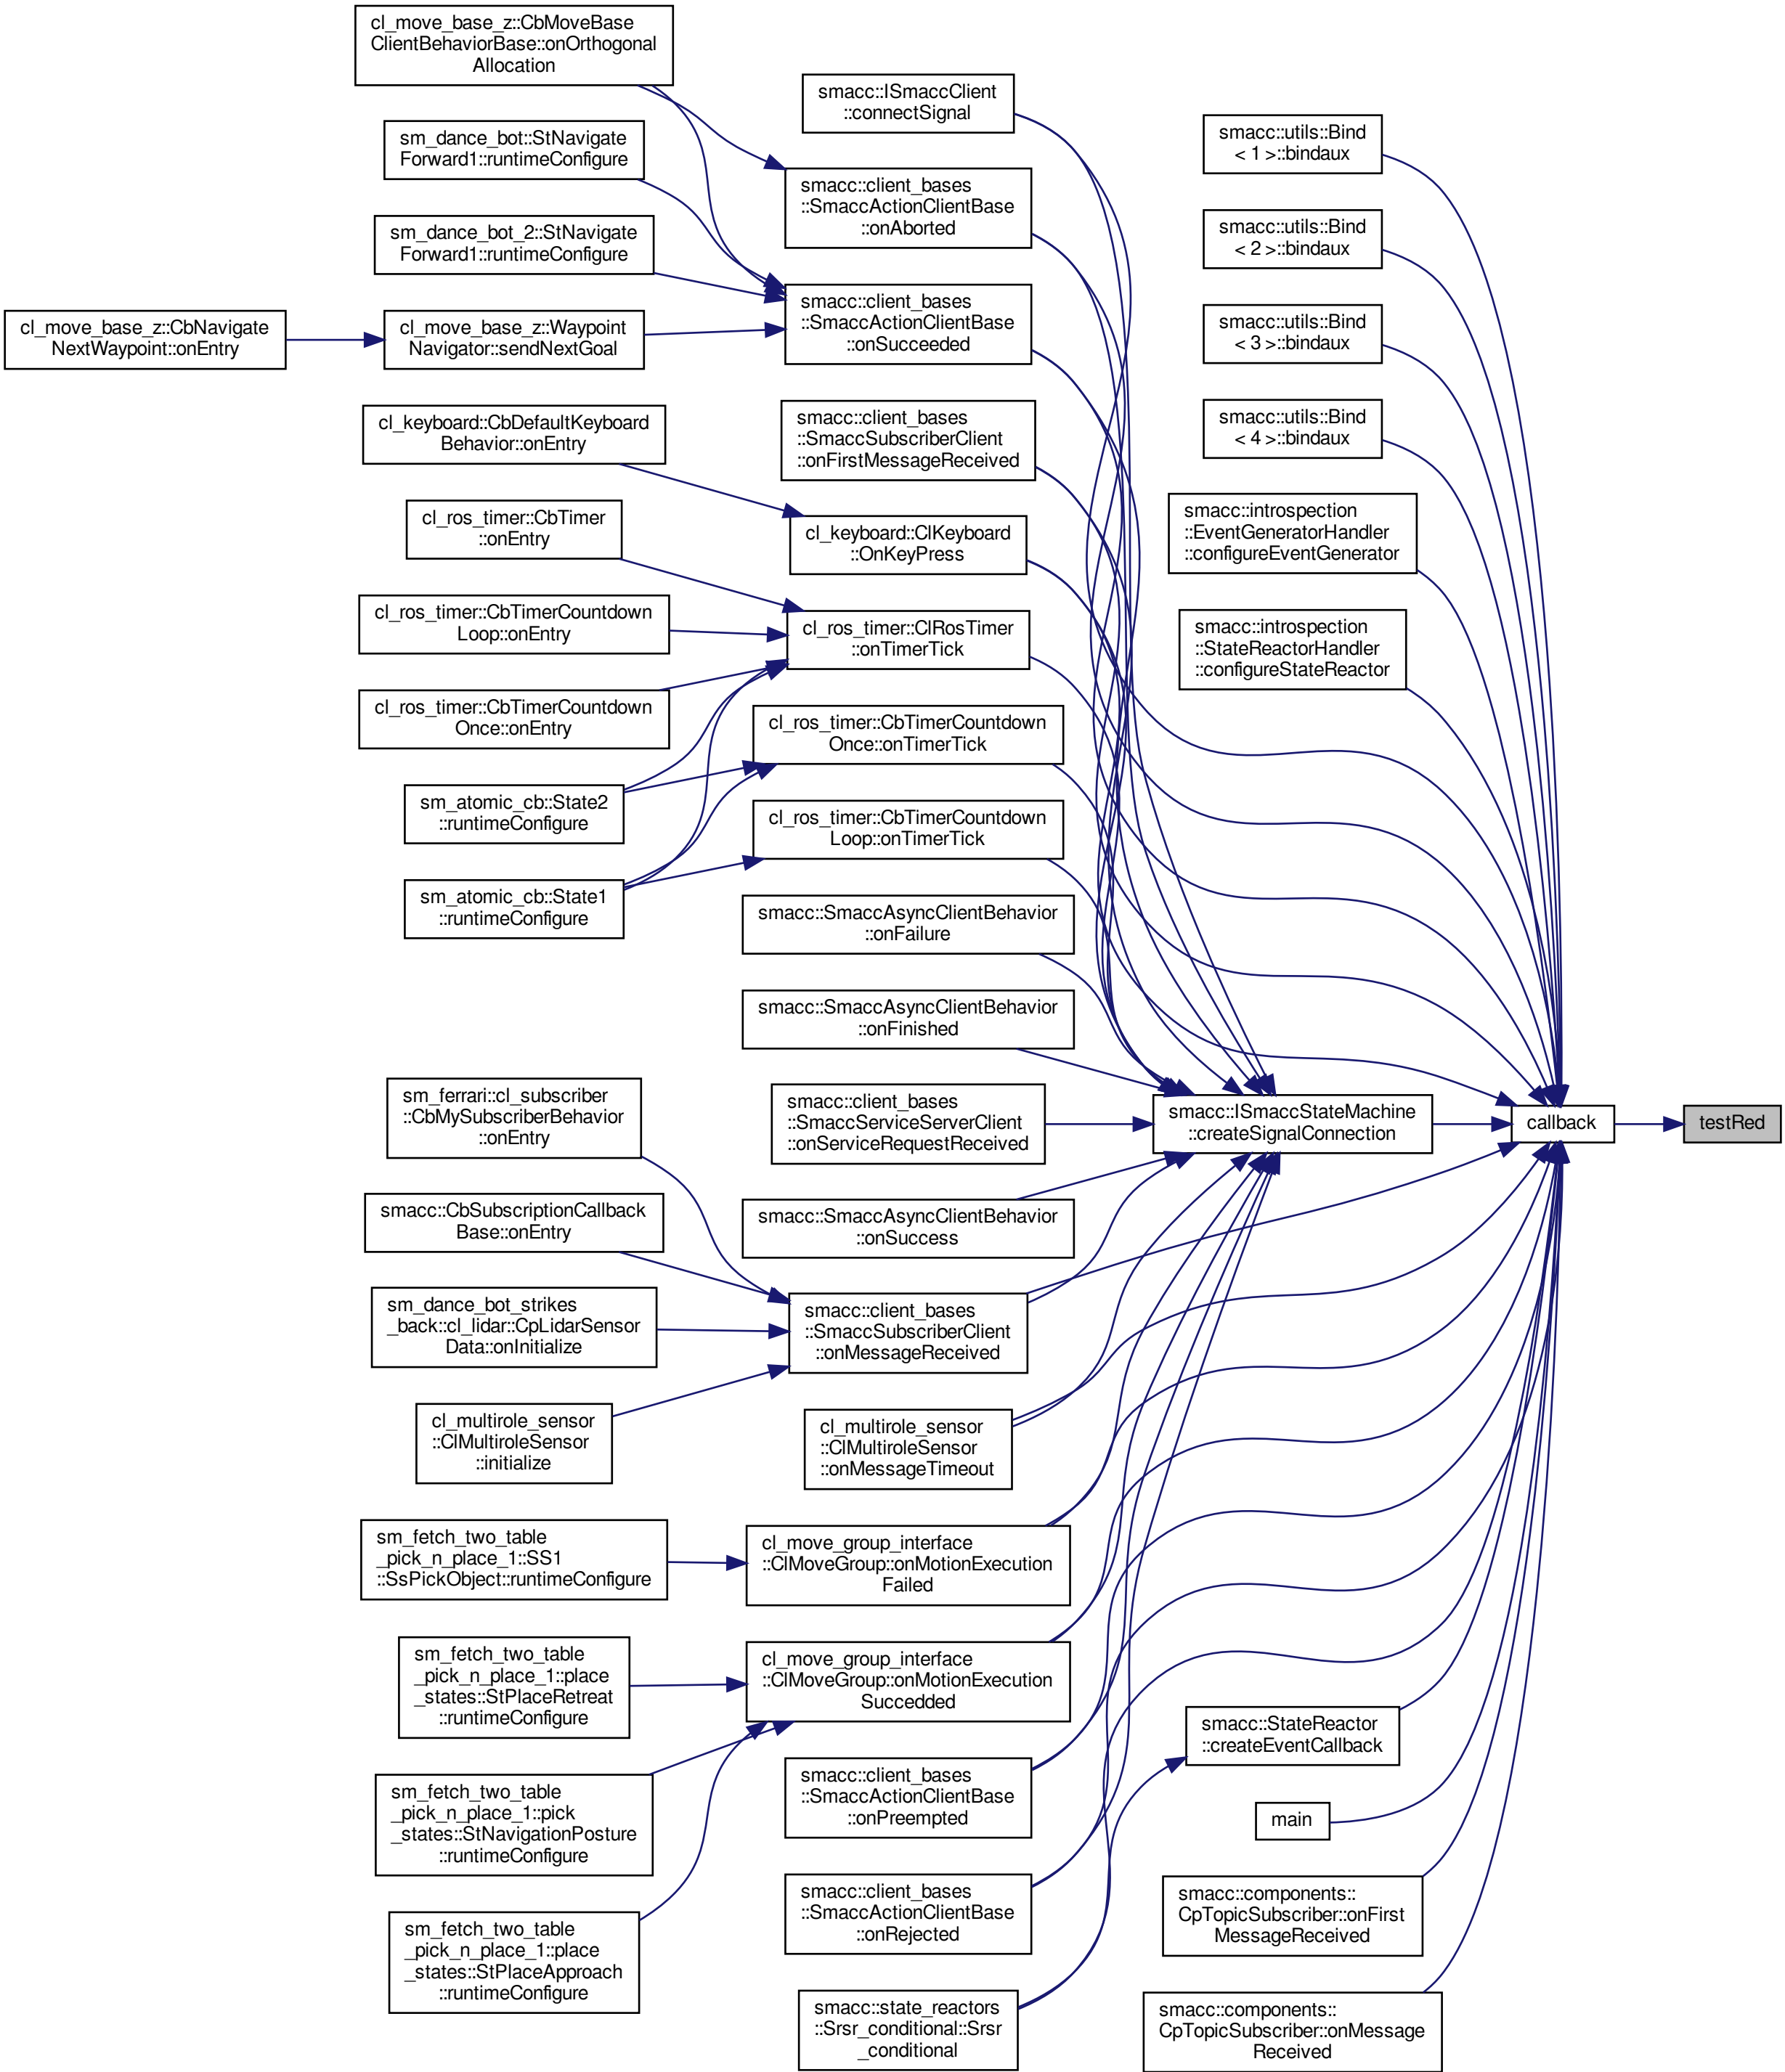 cl_move_base_z::CbMoveBase
ClientBehaviorBase::onOrthogonal
Allocation
sm_dance_bot::StNavigate
Forward1::runtimeConfigure
sm_dance_bot_2::StNavigate
Forward1::runtimeConfigure
cl_move_base_z::CbNavigate
NextWaypoint::onEntry
cl_move_base_z::Waypoint
Navigator::sendNextGoal
cl_keyboard::CbDefaultKeyboard
Behavior::onEntry
cl_ros_timer::CbTimer
::onEntry
cl_ros_timer::CbTimerCountdown
Loop::onEntry
cl_ros_timer::CbTimerCountdown
Once::onEntry
sm_atomic_cb::State2
::runtimeConfigure
sm_atomic_cb::State1
::runtimeConfigure
sm_ferrari::cl_subscriber
::CbMySubscriberBehavior
::onEntry
smacc::CbSubscriptionCallback
Base::onEntry
sm_dance_bot_strikes
_back::cl_lidar::CpLidarSensor
Data::onInitialize
cl_multirole_sensor
::ClMultiroleSensor
::initialize
sm_fetch_two_table
_pick_n_place_1::SS1
::SsPickObject::runtimeConfigure
sm_fetch_two_table
_pick_n_place_1::place
_states::StPlaceRetreat
::runtimeConfigure
sm_fetch_two_table
_pick_n_place_1::pick
_states::StNavigationPosture
::runtimeConfigure
sm_fetch_two_table
_pick_n_place_1::place
_states::StPlaceApproach
::runtimeConfigure
smacc::ISmaccClient
::connectSignal
smacc::client_bases
::SmaccActionClientBase
::onAborted
smacc::client_bases
::SmaccActionClientBase
::onSucceeded
smacc::client_bases
::SmaccSubscriberClient
::onFirstMessageReceived
cl_keyboard::ClKeyboard
::OnKeyPress
cl_ros_timer::ClRosTimer
::onTimerTick
cl_ros_timer::CbTimerCountdown
Once::onTimerTick
cl_ros_timer::CbTimerCountdown
Loop::onTimerTick
smacc::SmaccAsyncClientBehavior
::onFailure
smacc::SmaccAsyncClientBehavior
::onFinished
smacc::client_bases
::SmaccServiceServerClient
::onServiceRequestReceived
smacc::SmaccAsyncClientBehavior
::onSuccess
smacc::client_bases
::SmaccSubscriberClient
::onMessageReceived
cl_multirole_sensor
::ClMultiroleSensor
::onMessageTimeout
cl_move_group_interface
::ClMoveGroup::onMotionExecution
Failed
cl_move_group_interface
::ClMoveGroup::onMotionExecution
Succedded
smacc::client_bases
::SmaccActionClientBase
::onPreempted
smacc::client_bases
::SmaccActionClientBase
::onRejected
smacc::state_reactors
::Srsr_conditional::Srsr
_conditional
smacc::utils::Bind
< 1 >::bindaux
smacc::utils::Bind
< 2 >::bindaux
smacc::utils::Bind
< 3 >::bindaux
smacc::utils::Bind
< 4 >::bindaux
smacc::introspection
::EventGeneratorHandler
::configureEventGenerator
smacc::introspection
::StateReactorHandler
::configureStateReactor
smacc::ISmaccStateMachine
::createSignalConnection
smacc::StateReactor
::createEventCallback
main
smacc::components::
CpTopicSubscriber::onFirst
MessageReceived
smacc::components::
CpTopicSubscriber::onMessage
Received
callback
testRed